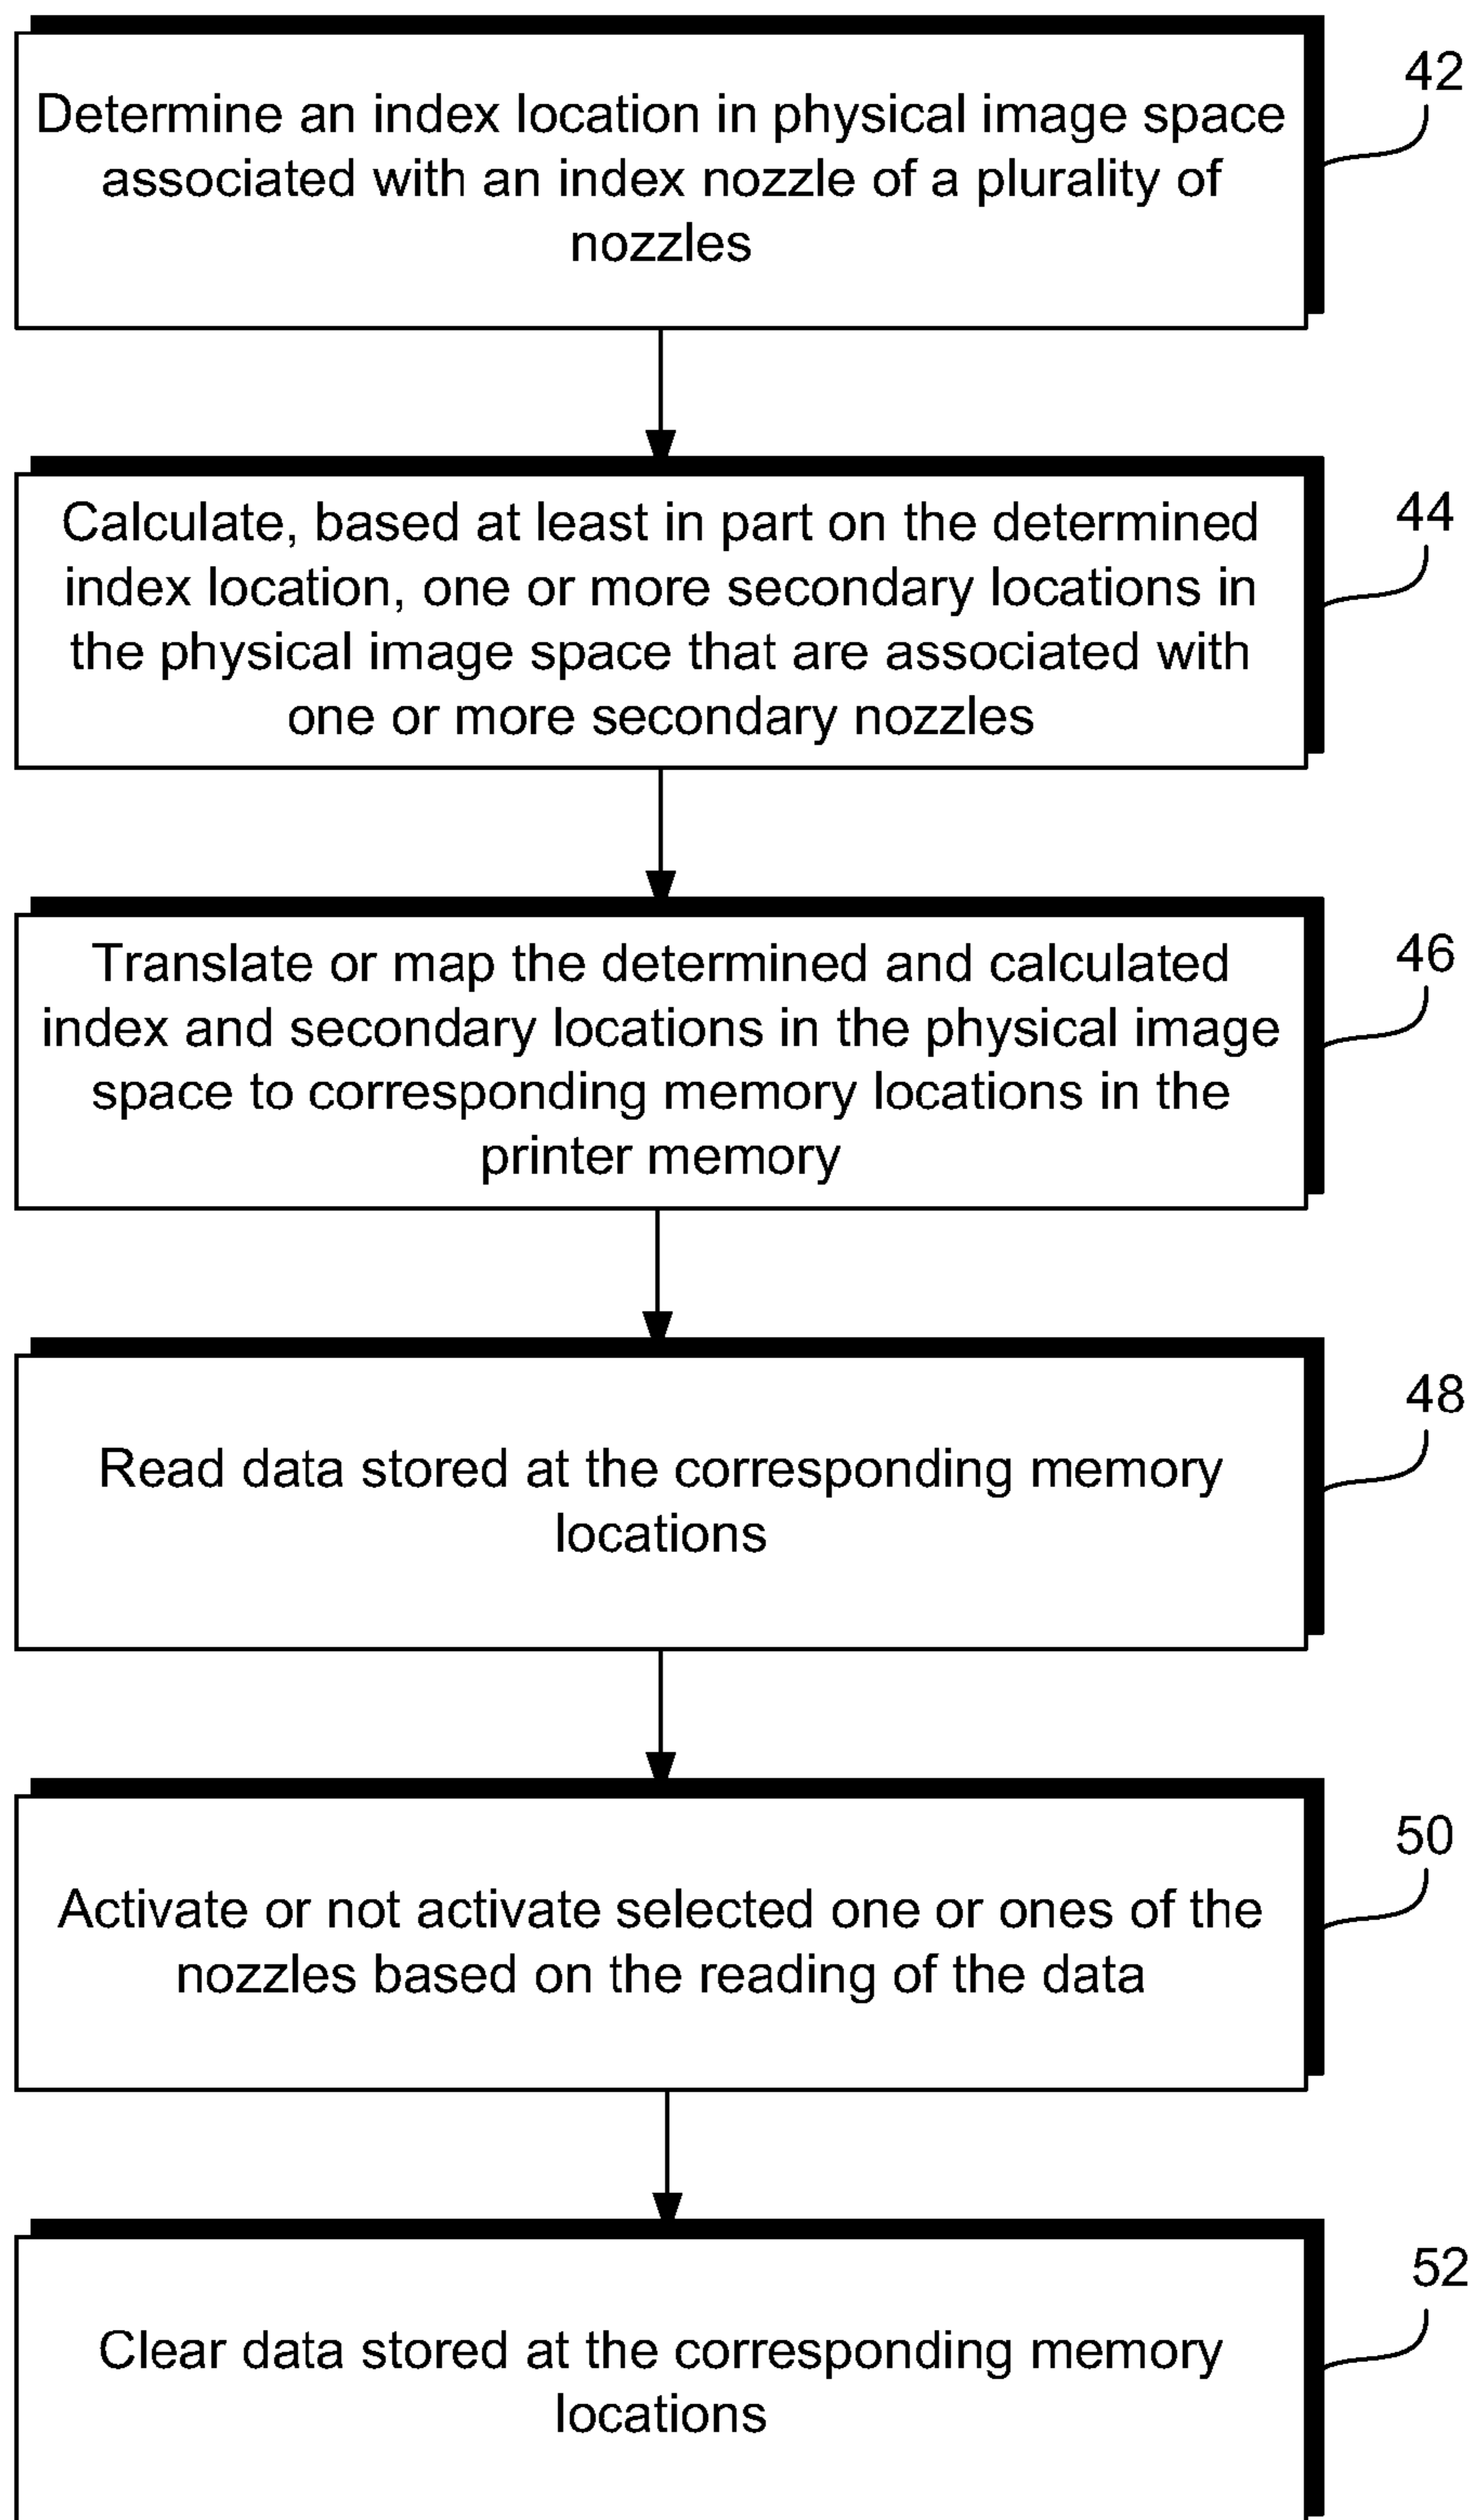 42
Determine an index location in physical image space
associated with an index nozzle of a plurality of
nozzles
44
Calculate, based at least in part on the determined
index location, one or more secondary locations in
the physical image space that are associated with
one or more secondary nozzles
46
Translate or map the determined and calculated
index and secondary locations in the physical image
space to corresponding memory locations in the
printer memory
48
Read data stored at the corresponding memory
locations
50
Activate or not activate selected one or ones of the
nozzles based on the reading of the data
52
Clear data stored at the corresponding memory
locations